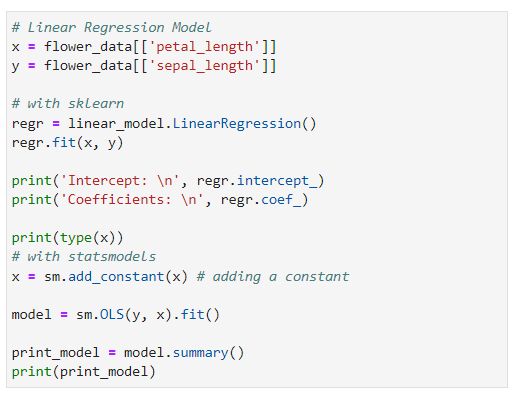 # Linear Regression Model
x = flower_data[['petal_length']]
y = flower_data[['sepal_length']]
# with sklearn
regr = linear_model.LinearRegression()
regr.fit(x, y)
print('Intercept: \n', regr.intercept_)
print('Coefficients: \n', regr.coef_)
print(type(x))
# with statsmodels
x = sm.add_constant(x) # adding a constant
model = sm.OLS(y, x).fit()
print_model = model.summary()
print(print_model)